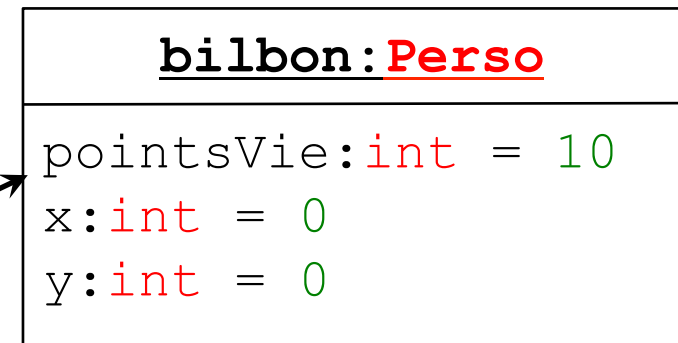 bilbon:Perso
pointsVie:int = 10
x:int = 0
y:int = 0